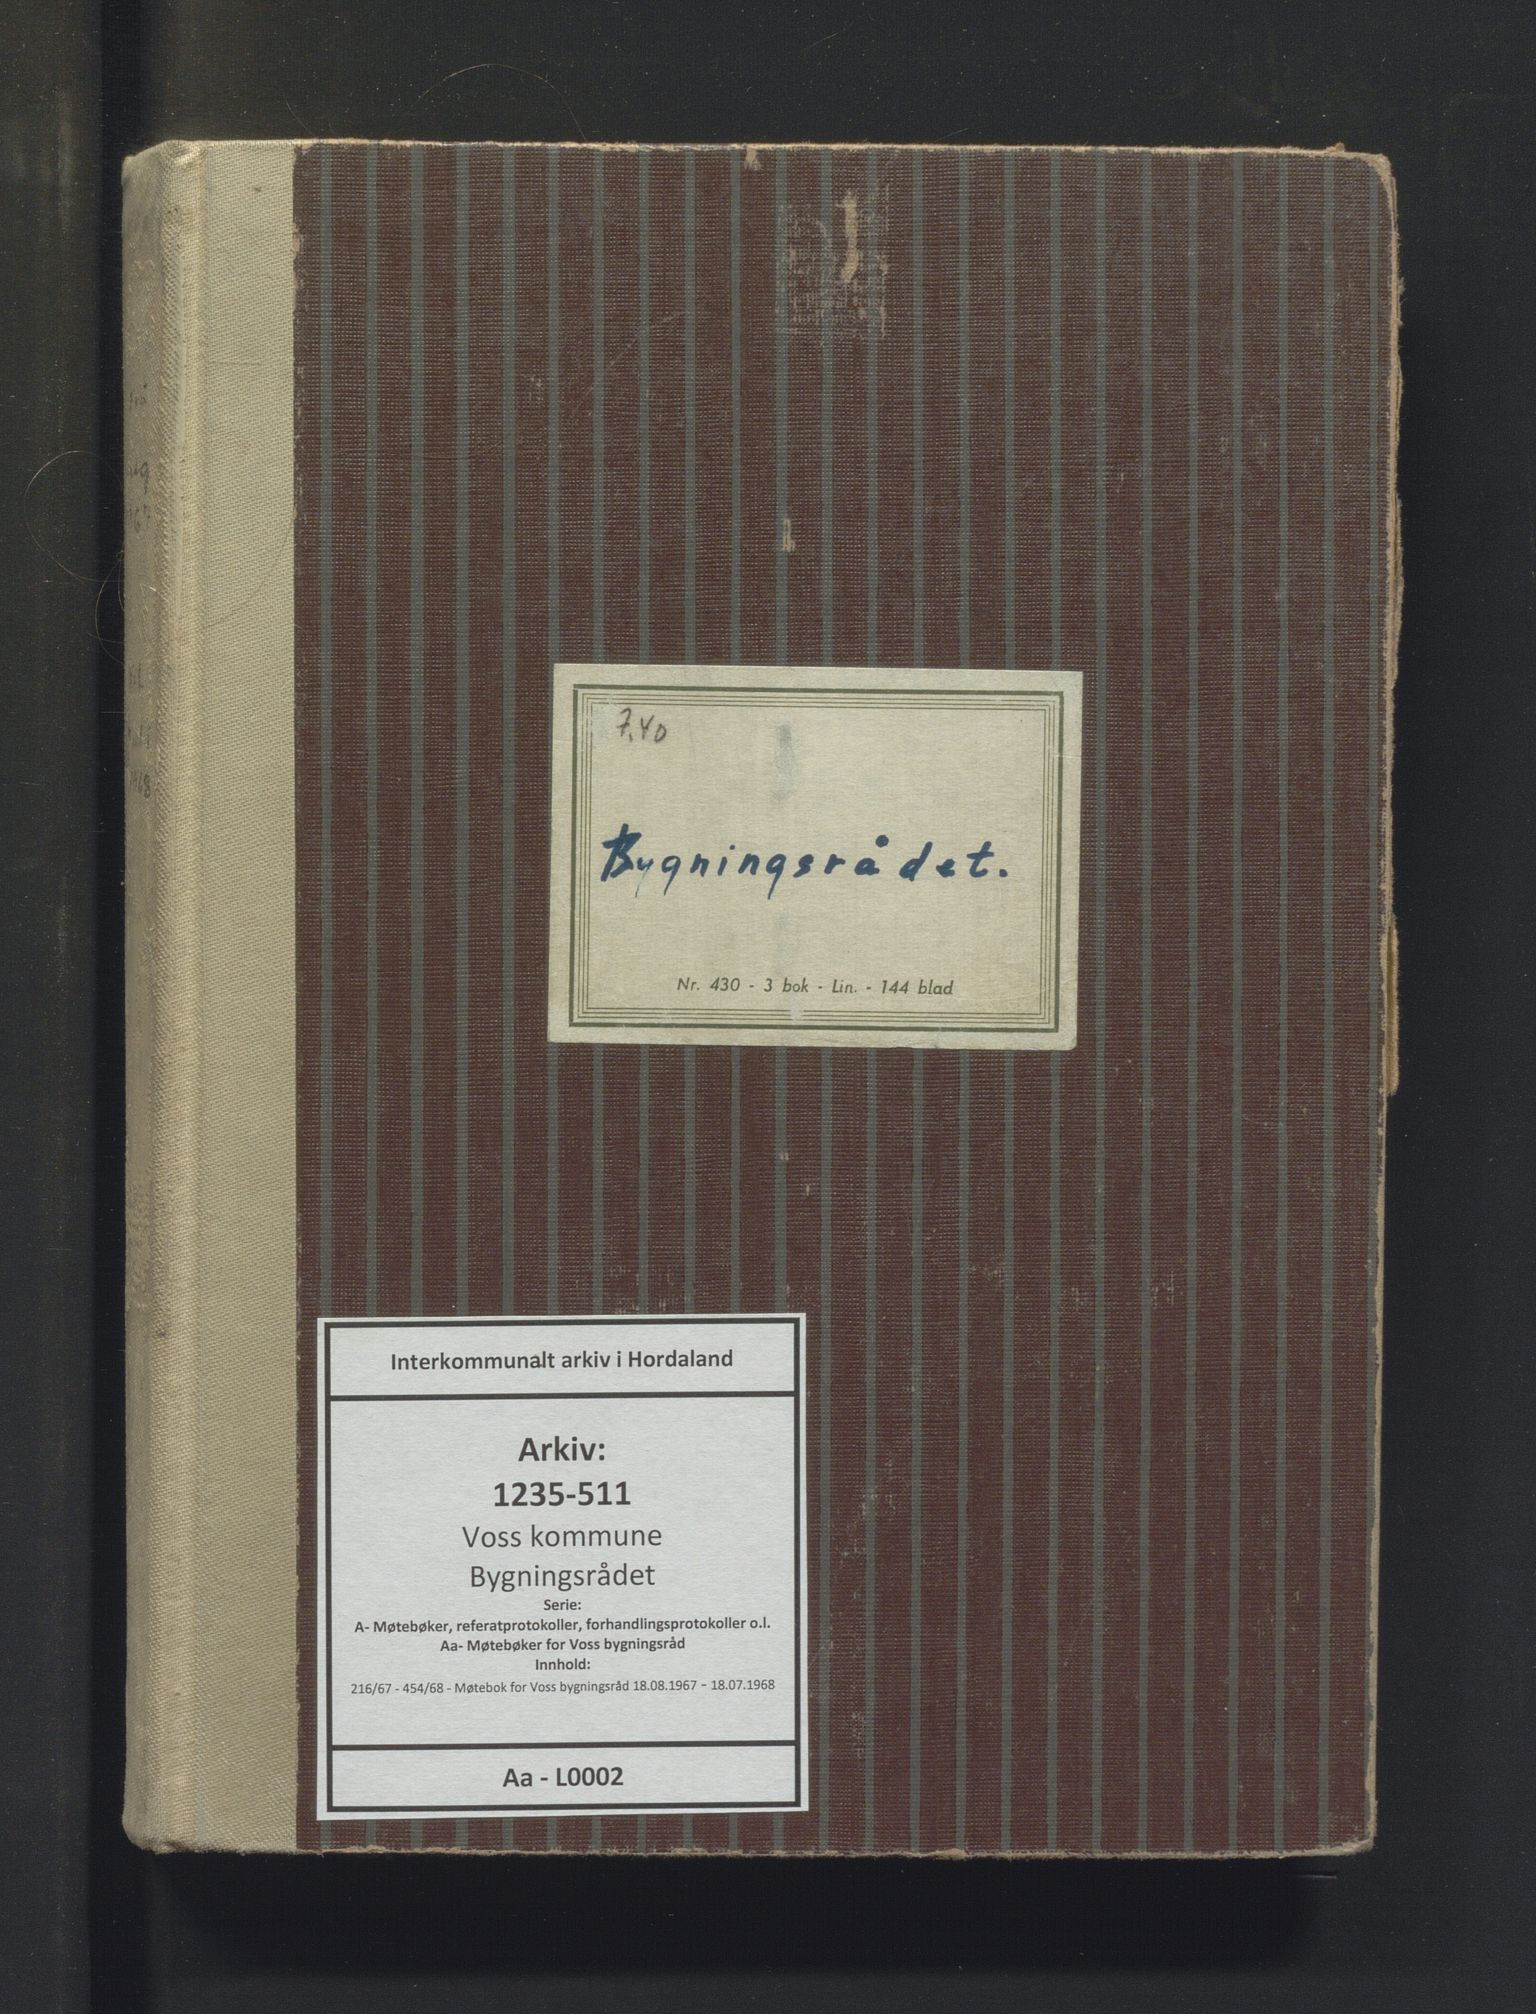 7.40
Bygningsrådet.
Nr. 430 - 3 bok - Lin. - 144 blad
Interkommunalt arkiv i Hordaland
Arkiv:
1235-511
Voss kommune
Bygningsrådet
Serie:
A- Møtebøker, referatprotokoller, forhandlingsprotokoller o.l.
Aa- Møtebøker for Voss bygningsråd
Innhold:
216/67 - 454/68 - Møtebok for Voss bygningsråd 18.08.1967 - 18.07.1968
Aa - L0002